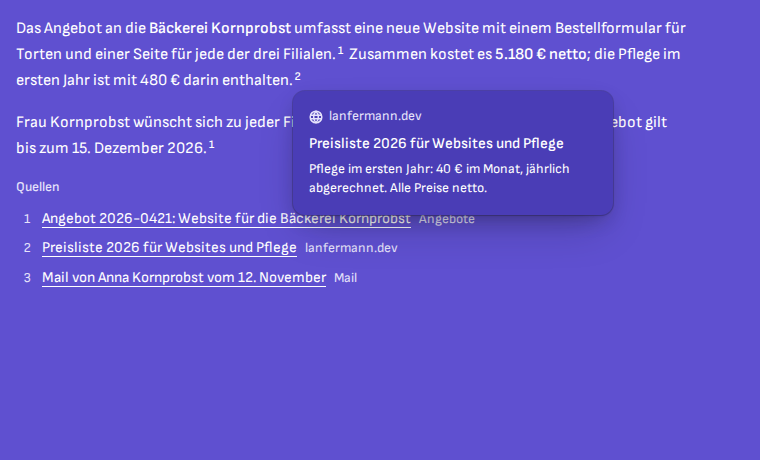 Das Angebot an die Bäckerei Kornprobst umfasst eine neue Website mit einem Bestellformular für
Torten und einer Seite für jede der drei Filialen.¹ Zusammen kostet es 5.180 € netto; die Pflege im
ersten Jahr ist mit 480 € darin enthalten.²
Frau Kornprobst wünscht sich zu jeder
gilt
bis zum 15. Dezember 2026.¹
lanfermann.dev
Preisliste 2026 für Websites und Pflege
Pflege im ersten Jahr: 40 € im Monat, jährlich
abgerechnet. Alle Preise netto.
Quellen
1 Angebot 2026-0421: Website für die Bäckerei Kornprobst Angebote
2 Preisliste 2026 für Websites und Pflege lanfermann.dev
3 Mail von Anna Kornprobst vom 12. November Mail